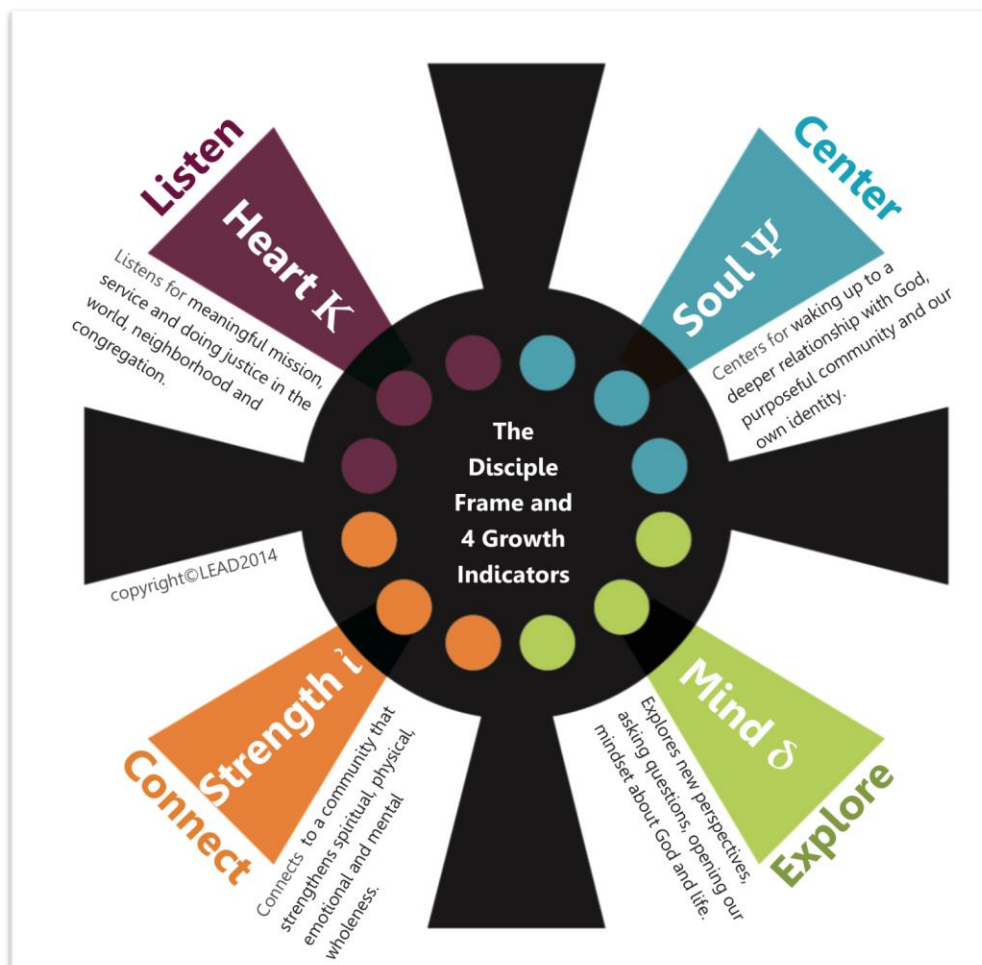 Listen
Heart K
Listens for meaningful mission,
service and doing justice in the
world, neighborhood and
congregation.
Center
Soul Ψ
Centers for waking up to a
deeper relationship with God,
purposeful community and our
own identity.
The
Disciple
Frame and
4 Growth
Indicators
copyright©LEAD2014
Connect
Strength ἰ
Connects to a community that
strengthens spiritual, physical,
emotional and mental
wholeness.
Explore
Mind δ
Explores new perspectives,
asking questions, opening our
mindset about God and life.